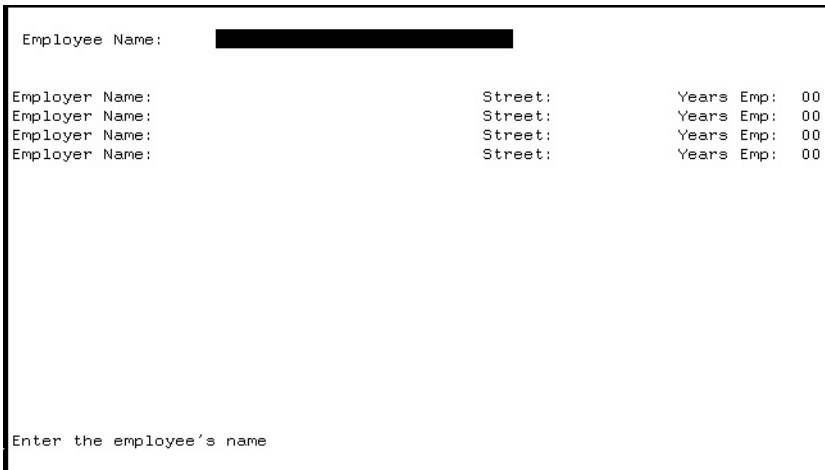 Employee Name:
Employer Name: Street: Years Emp: 00
Employer Name: Street: Years Emp: 00
Employer Name: Street: Years Emp: 00
Employer Name: Street: Years Emp: 00
Enter the employee's name